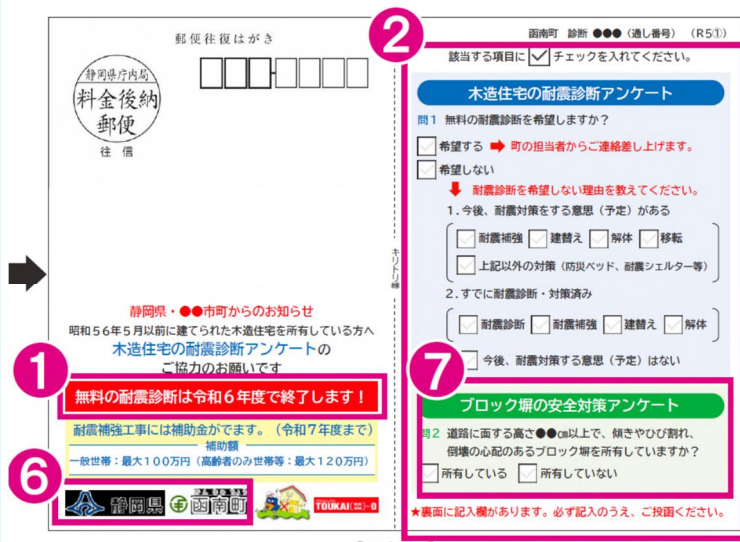 1
郵便往復はがき
静岡県庁内局
料金後納
郵便
往信
静岡県・●●市町からのお知らせ
昭和56年5月以前に建てられた木造住宅を所有している方へ
木造住宅の耐震診断アンケートの
ご協力のお願いです
無料の耐震診断は令和6年度で終了します！
耐震補強工事には補助金がでます。（令和7年度まで）
補助額
一般世帯：最大100万円（高齢者のみ世帯等：最大120万円）
6
静岡県
函南町
TOUKAI(東海・倒壊)-0
キリトリ線
2
函南町 診断 ●●●（通し番号） （R5①）
該当する項目に☑チェックを入れてください。
木造住宅の耐震診断アンケート
問1 無料の耐震診断を希望しますか？
希望する ➡ 町の担当者からご連絡差し上げます。
希望しない
⬇ 耐震診断を希望しない理由を教えてください。
1.今後、耐震対策をする意思（予定）がある
耐震補強 建替え 解体 移転
上記以外の対策（防災ベッド、耐震シェルター等）
2.すでに耐震診断・対策済み
耐震診断 耐震補強 建替え 解体
今後、耐震対策する意思（予定）はない
7
ブロック塀の安全対策アンケート
問2 道路に面する高さ●●㎝以上で、傾きやひび割れ、
倒壊の心配のあるブロック塀を所有していますか？
所有している 所有していない
★裏面に記入欄があります。必ず記入のうえ、ご投函ください。